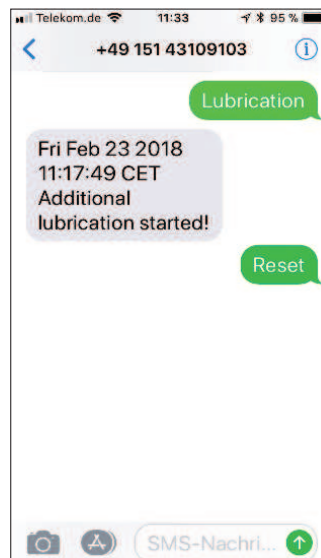 Telekom.de 11:33 95 %
+49 151 43109103
Lubrication
Fri Feb 23 2018
11:17:49 CET
Additional
lubrication started!
Reset
SMS-Nachri...